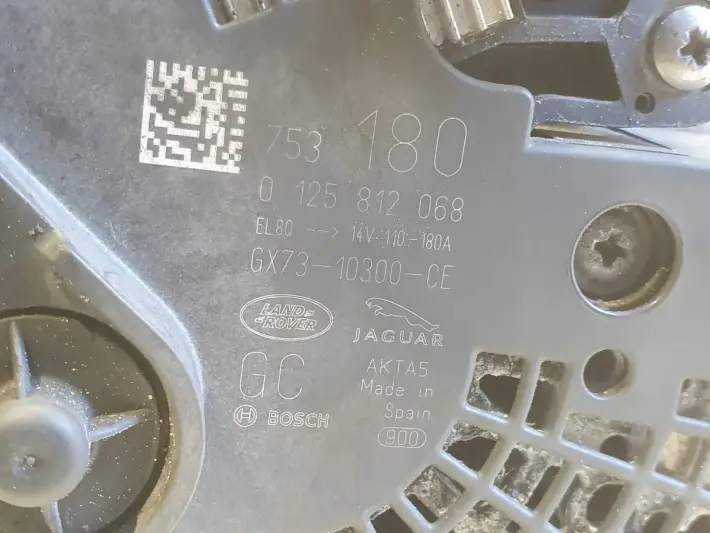 753 180
0 125 812 068
EL80 --> 14V-110-180A
GX73-10300-CE
LAND-
-ROVER
JAGUAR
GC
AKTA5
Made in
Spain
BOSCH
900